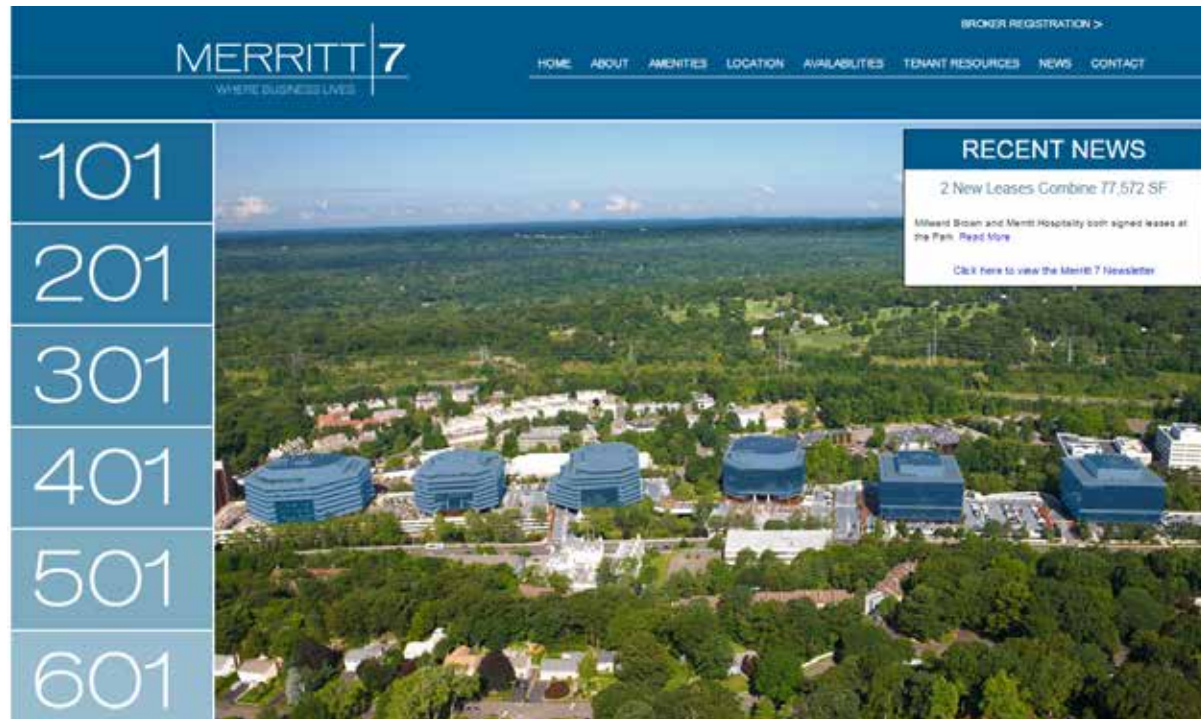 BROKER REGISTRATION >
MERRITT 7
WHERE BUSINESS LIVES
HOME ABOUT AMENITIES LOCATION AVAILABILITIES TENANT RESOURCES NEWS CONTACT
101
201
301
401
501
601
RECENT NEWS
2 New Leases Combine 77,572 SF
Millward Brown and Merritt Hospitality both signed leases at
the Park. Read More
Click here to view the Merritt 7 Newsletter